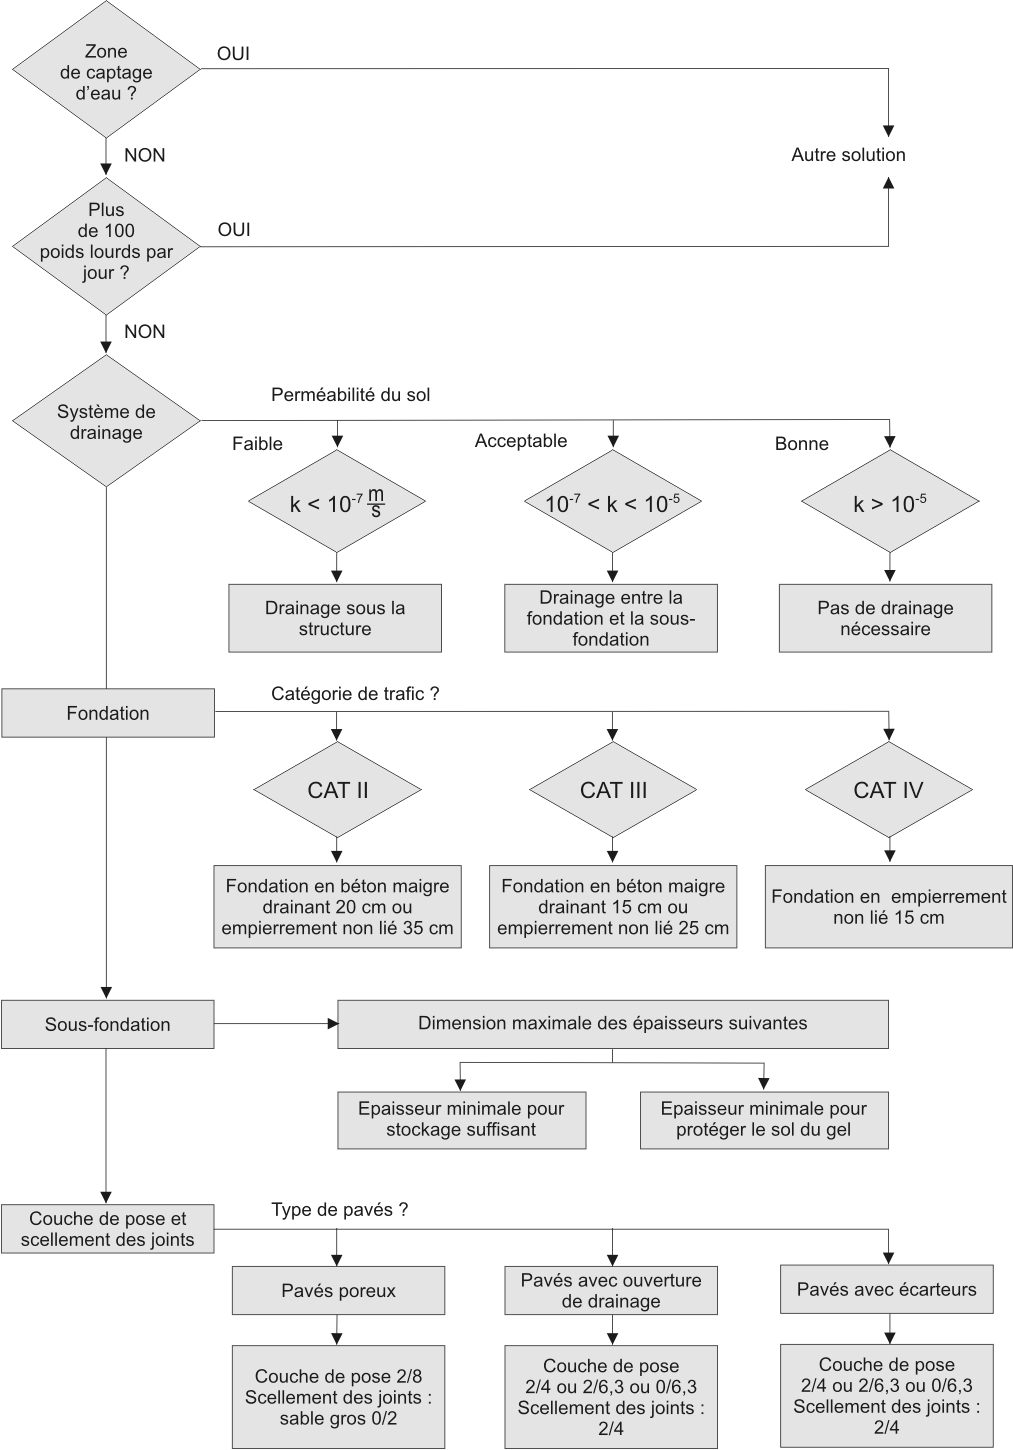 Zone
de captage
d'eau ?
OUI
NON
Autre solution
Plus
de 100
poids lourds par
jour ?
OUI
NON
Système de
drainage
Perméabilité du sol
Faible
Acceptable
Bonne
k < 10-7 m/s
10-7 < k < 10-5
k > 10-5
Drainage sous la
structure
Drainage entre la
fondation et la sous-
fondation
Pas de drainage
nécessaire
Fondation
Catégorie de trafic ?
CAT II
CAT III
CAT IV
Fondation en béton maigre
drainant 20 cm ou
empierrement non lié 35 cm
Fondation en béton maigre
drainant 15 cm ou
empierrement non lié 25 cm
Fondation en empierrement
non lié 15 cm
Sous-fondation
Dimension maximale des épaisseurs suivantes
Epaisseur minimale pour
stockage suffisant
Epaisseur minimale pour
protéger le sol du gel
Couche de pose et
scellement des joints
Type de pavés ?
Pavés poreux
Pavés avec ouverture
de drainage
Pavés avec écarteurs
Couche de pose 2/8
Scellement des joints :
sable gros 0/2
Couche de pose
2/4 ou 2/6,3 ou 0/6,3
Scellement des joints :
2/4
Couche de pose
2/4 ou 2/6,3 ou 0/6,3
Scellement des joints :
2/4